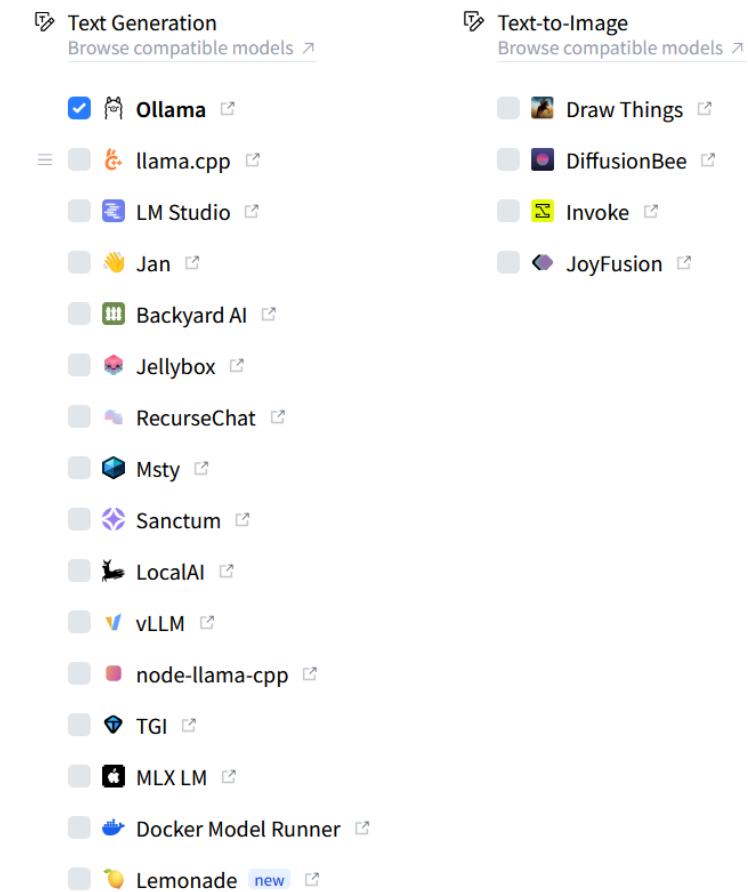 Text Generation
Browse compatible models
Ollama
llama.cpp
LM Studio
Jan
Backyard AI
Jellybox
RecurseChat
Msty
Sanctum
LocalAI
vLLM
node-llama-cpp
TGI
MLX LM
Docker Model Runner
Lemonade new
Text-to-Image
Browse compatible models
Draw Things
DiffusionBee
Invoke
JoyFusion